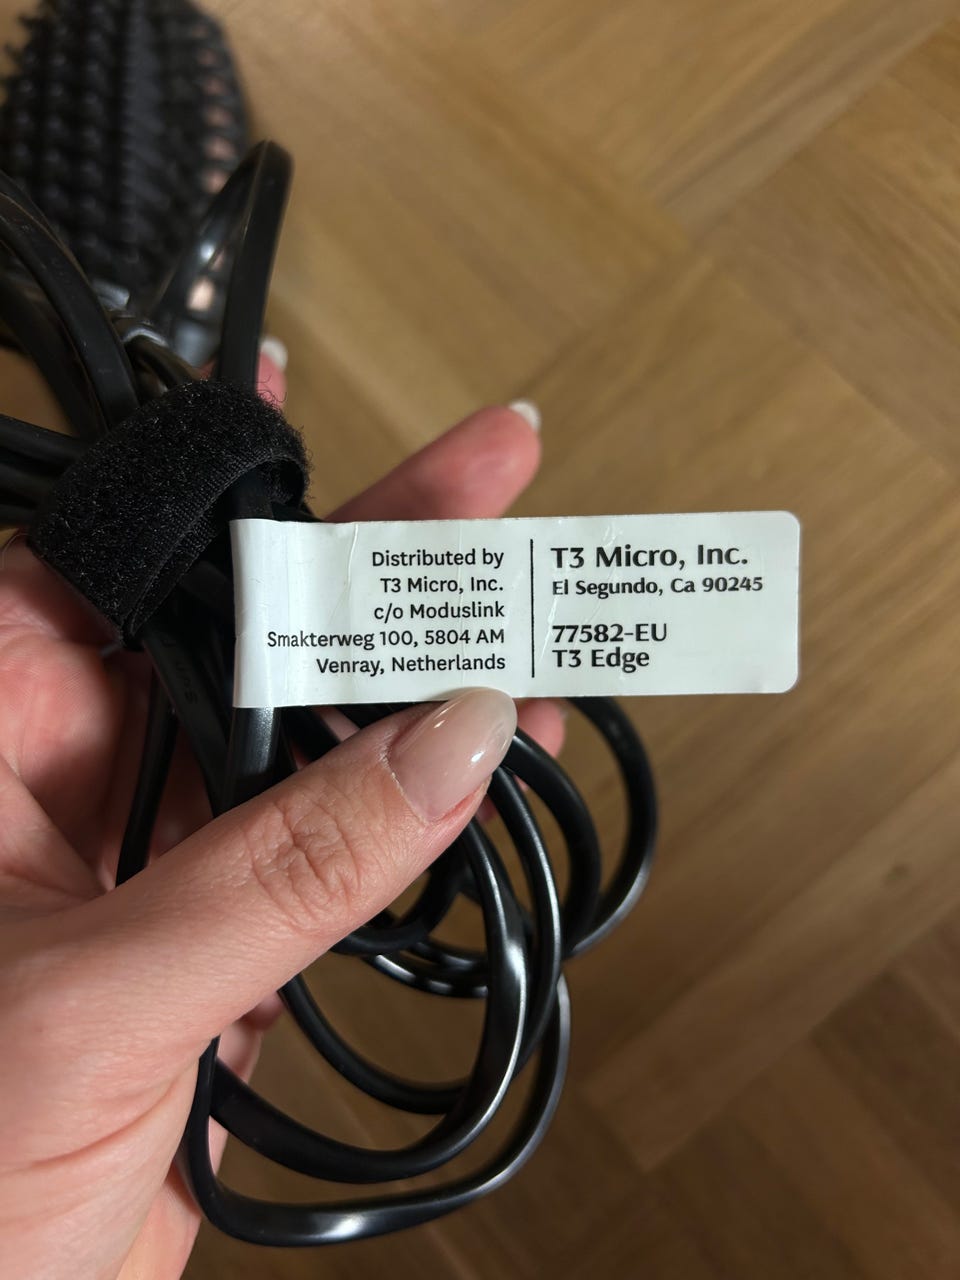 Distributed by
T3 Micro, Inc.
c/o Moduslink
Smakterweg 100, 5804 AM
Venray, Netherlands
T3 Micro, Inc.
El Segundo, Ca 90245
77582-EU
T3 Edge